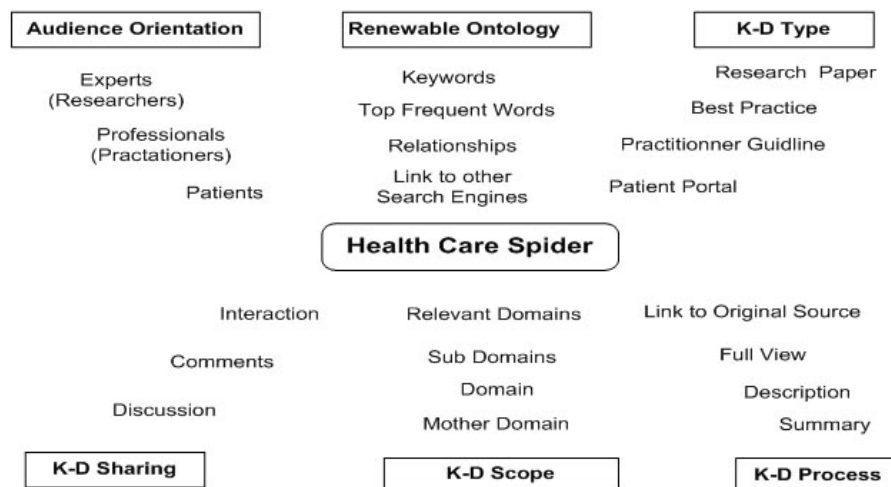 Audience Orientation
Experts
(Researchers)
Professionals
(Practationers)
Patients
Renewable Ontology
Keywords
Top Frequent Words
Relationships
Link to other
Search Engines
K-D Type
Research Paper
Best Practice
Practitionner Guidline
Patient Portal
Health Care Spider
Interaction
Comments
Discussion
K-D Sharing
Relevant Domains
Sub Domains
Domain
Mother Domain
K-D Scope
Link to Original Source
Full View
Description
Summary
K-D Process